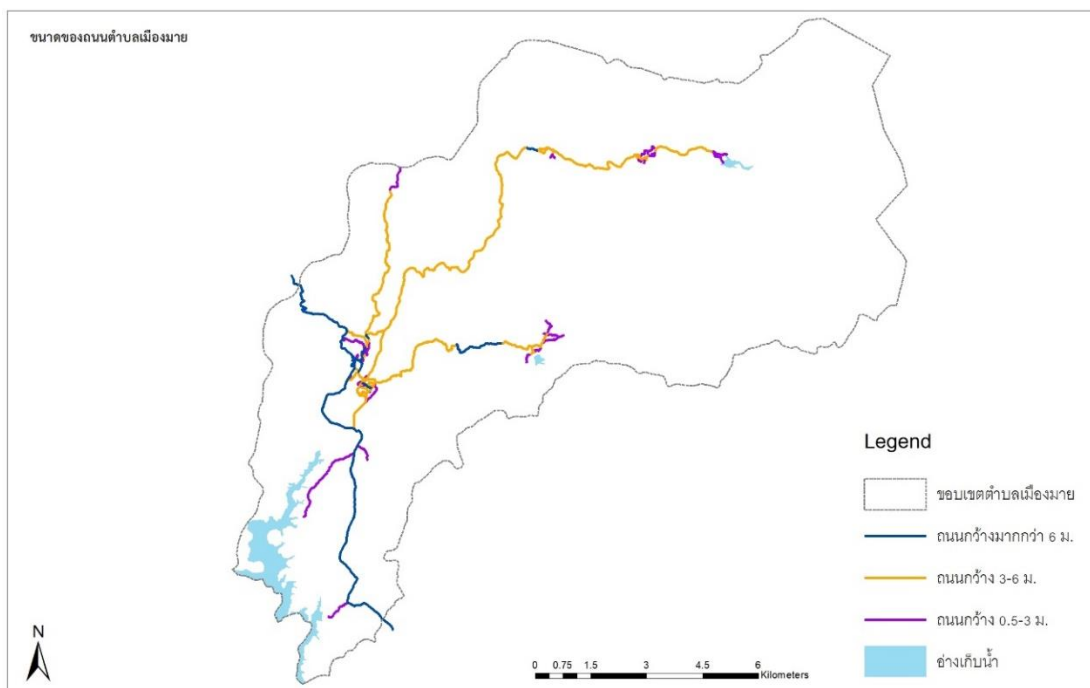 ขนาดของถนนตำบลเมืองมาย
Legend
ขอบเขตตำบลเมืองมาย
ถนนกว้างมากกว่า 6 ม.
ถนนกว้าง 3-6 ม.
ถนนกว้าง 0.5-3 ม.
อ่างเก็บน้ำ
N
0 0.75 1.5 3 4.5 6
Kilometers